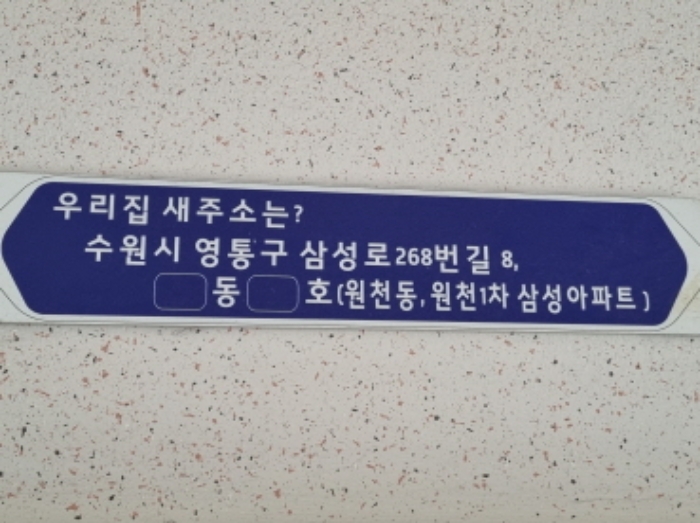 우리집 새주소는?
수원시 영통구 삼성로268번길 8,
동 호(원천동, 원천1차 삼성아파트)